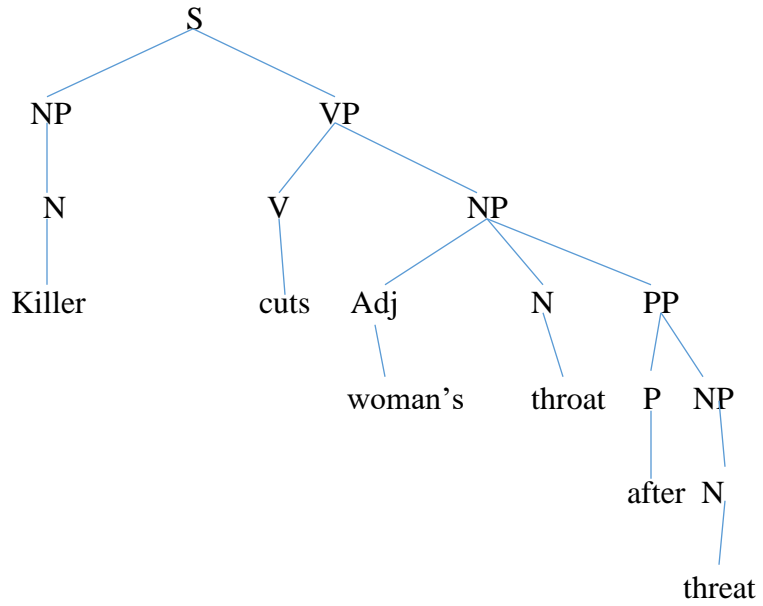 S
NP VP
N V NP
Killer cuts Adj N PP
woman’s throat P NP
after N
threat